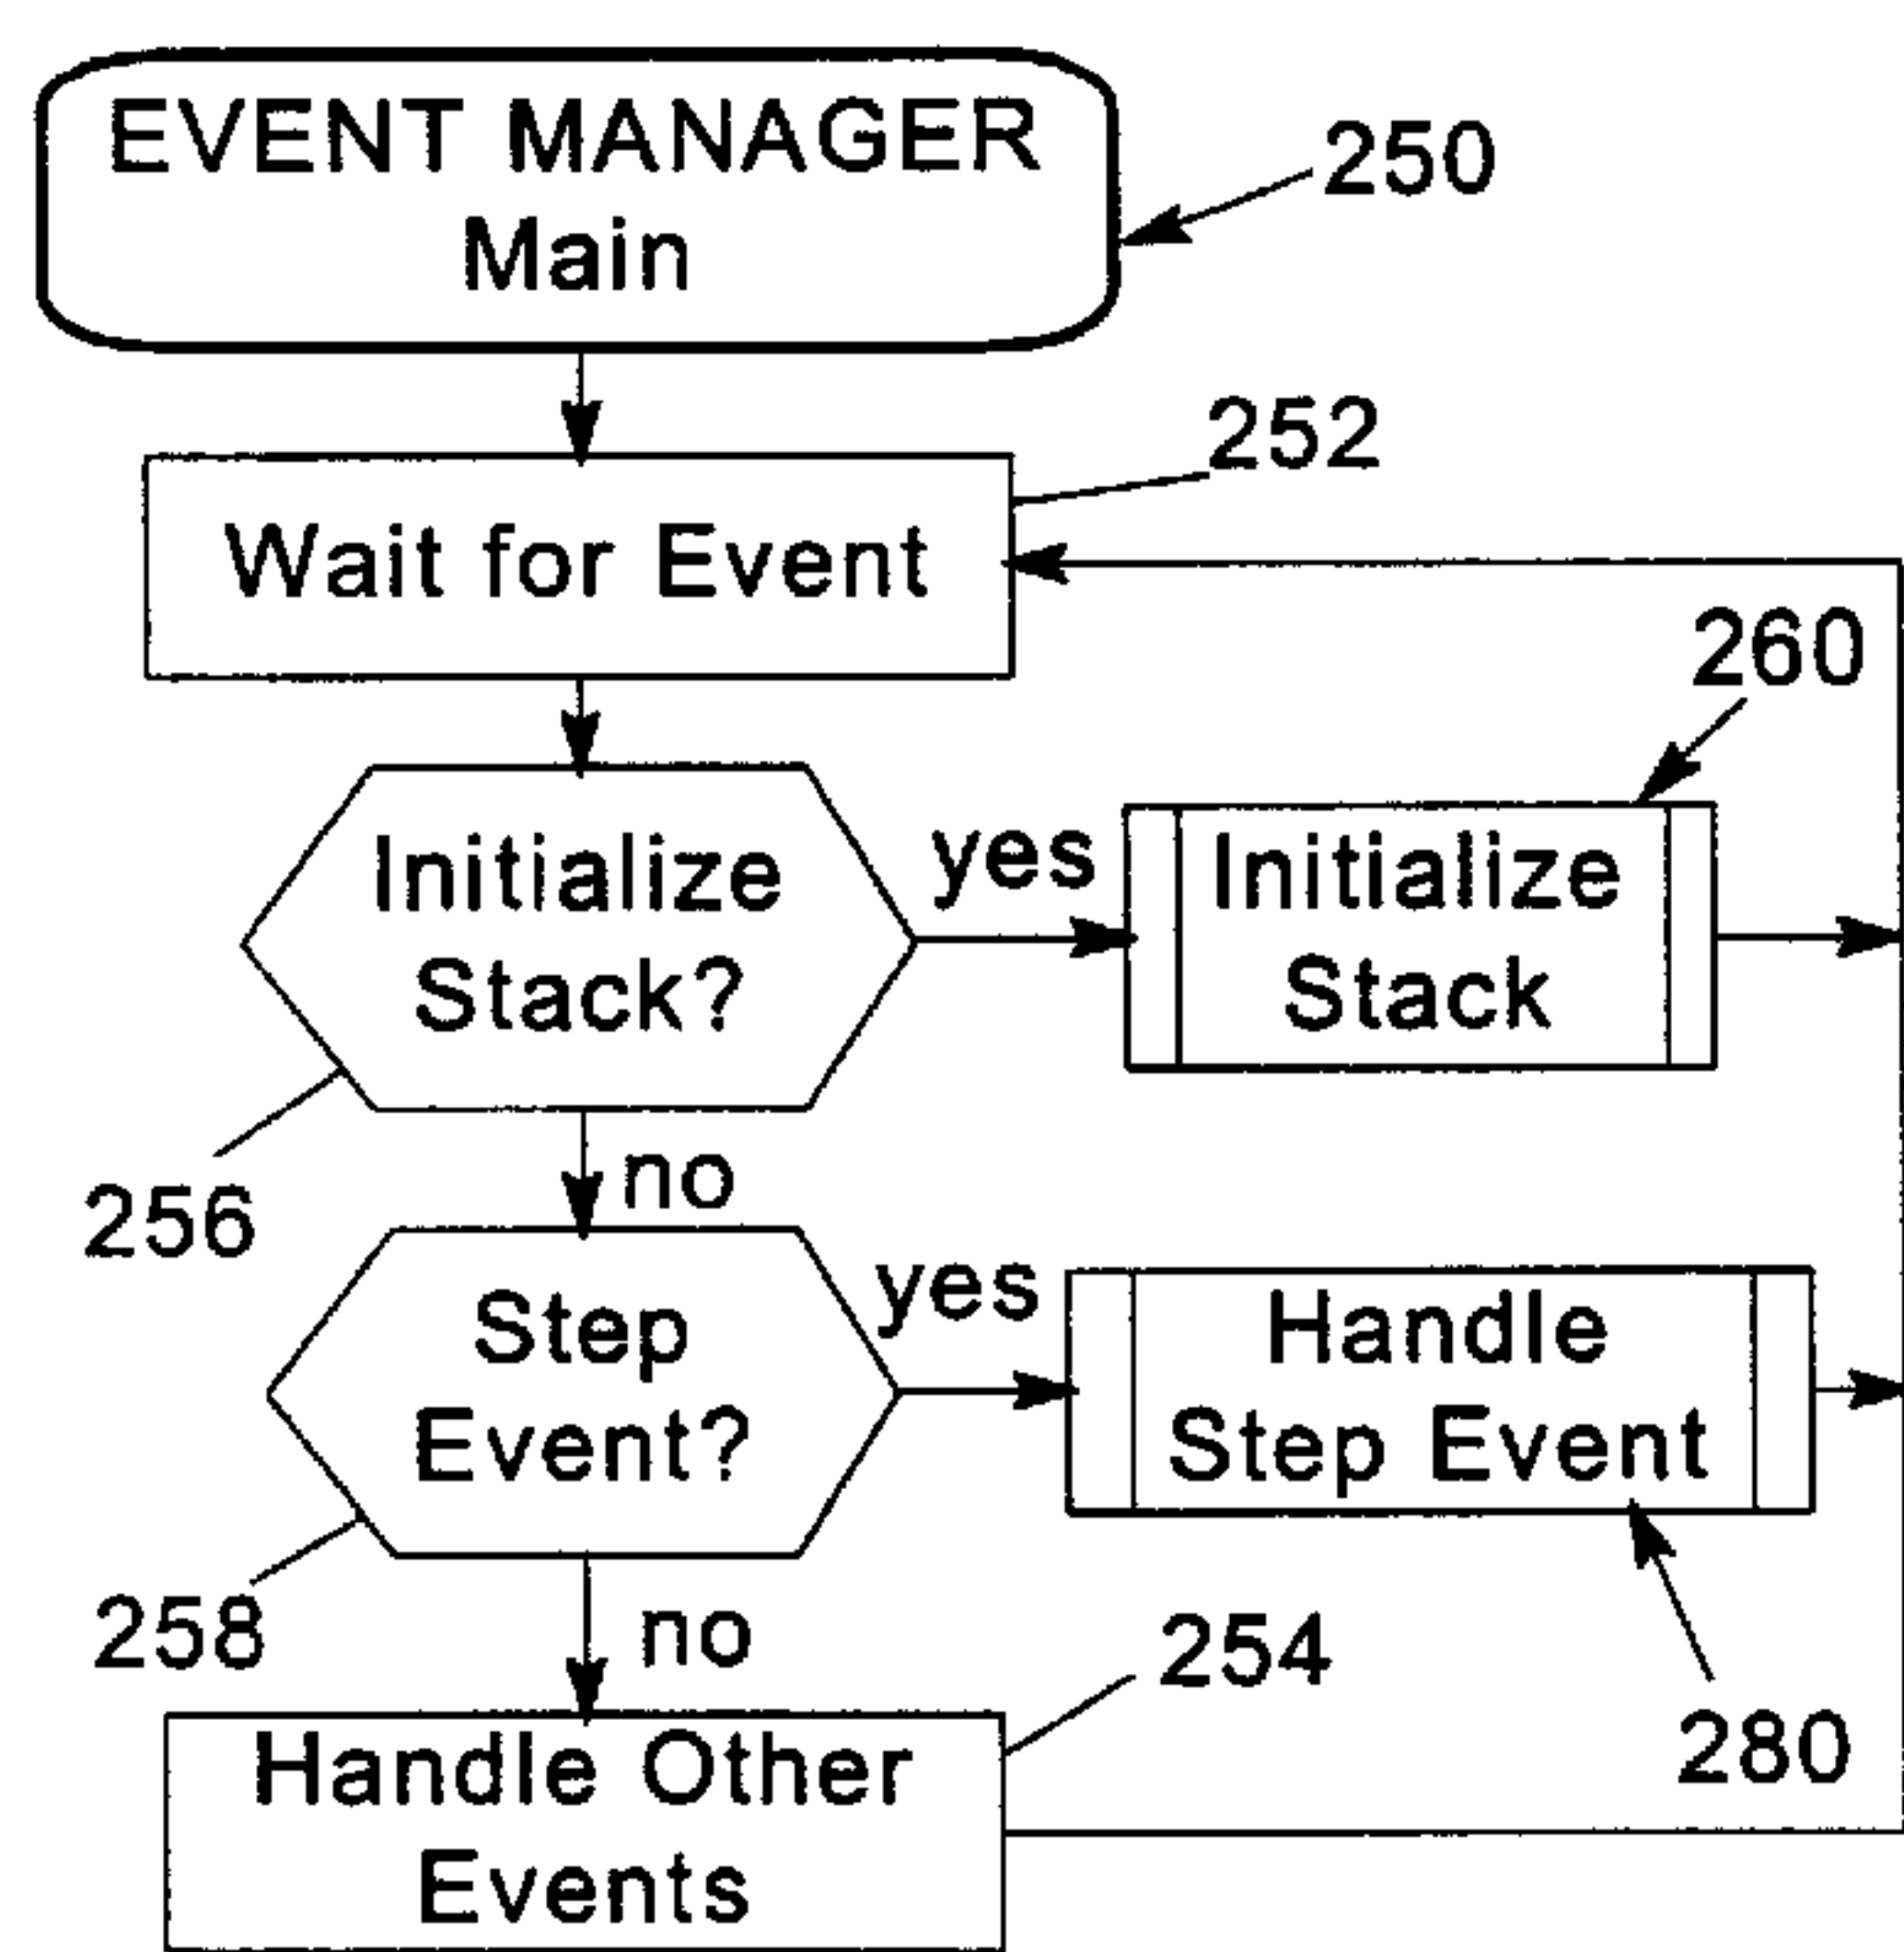 EVENT MANAGER
Main
250
252
Wait for Event
260
Initialize
Stack?
yes
Initialize
Stack
256
no
Step
Event?
yes
Handle
Step Event
258
no
254
280
Handle Other
Events